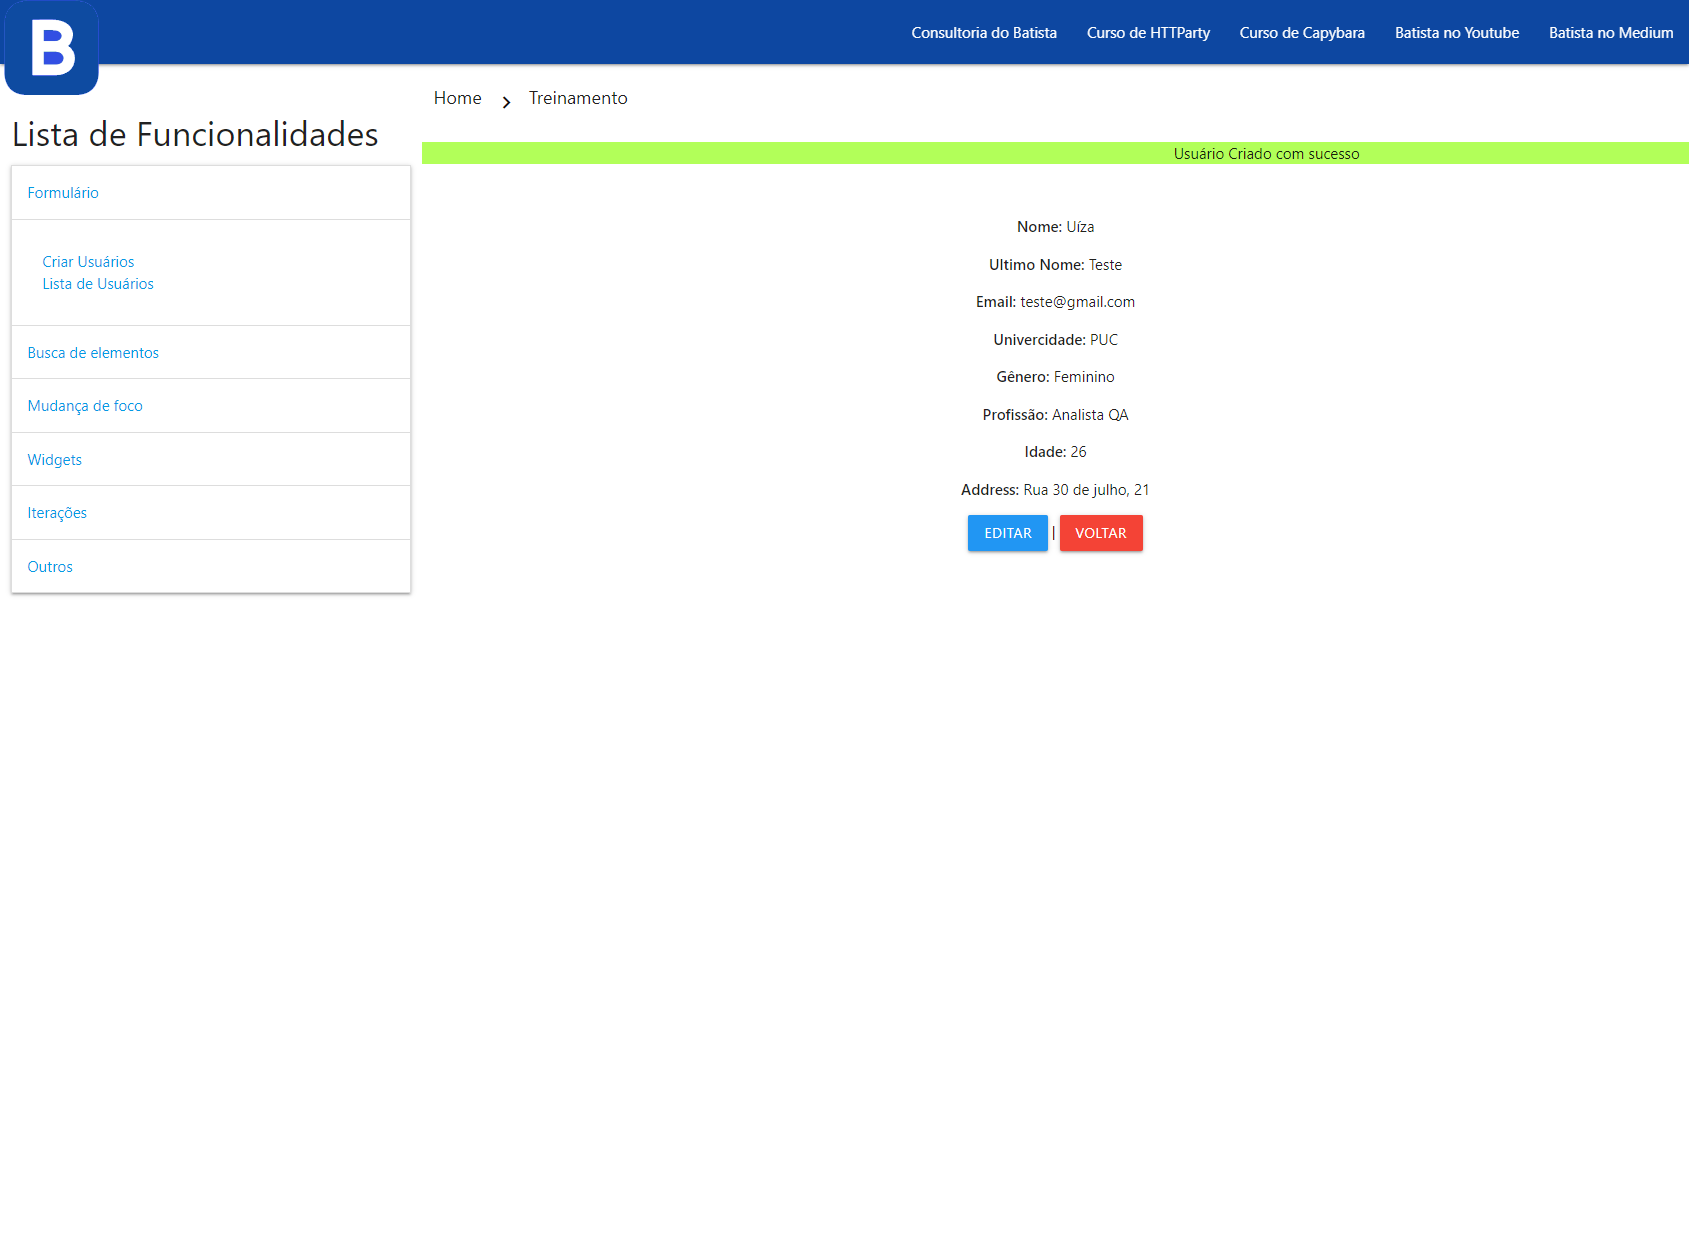 B
Consultoria do Batista Curso de HTTParty Curso de Capybara Batista no Youtube Batista no Medium
Home Treinamento
Lista de Funcionalidades
Usuário Criado com sucesso
Formulário
Criar Usuários
Lista de Usuários
Busca de elementos
Mudança de foco
Widgets
Iterações
Outros
Nome: Uíza
Ultimo Nome: Teste
Email: teste@gmail.com
Univercidade: PUC
Gênero: Feminino
Profissão: Analista QA
Idade: 26
Address: Rua 30 de julho, 21
EDITAR | VOLTAR